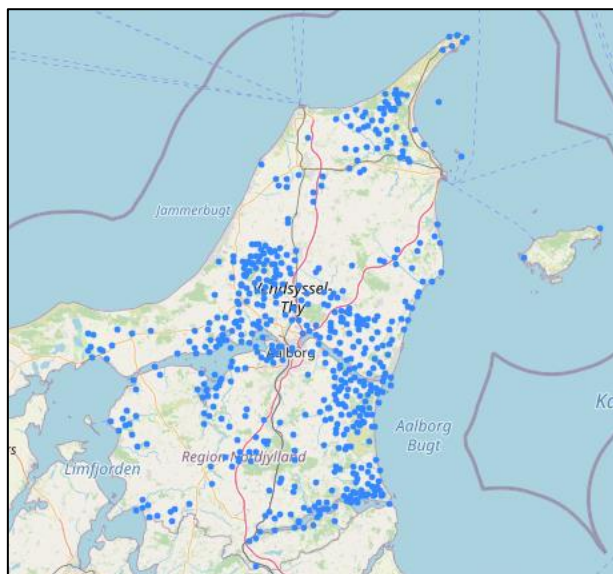 Jammerbugt
Vendsyssel-
Thy
Aalborg
Aalborg
Bugt
Region Nordjylland
Limfjorden